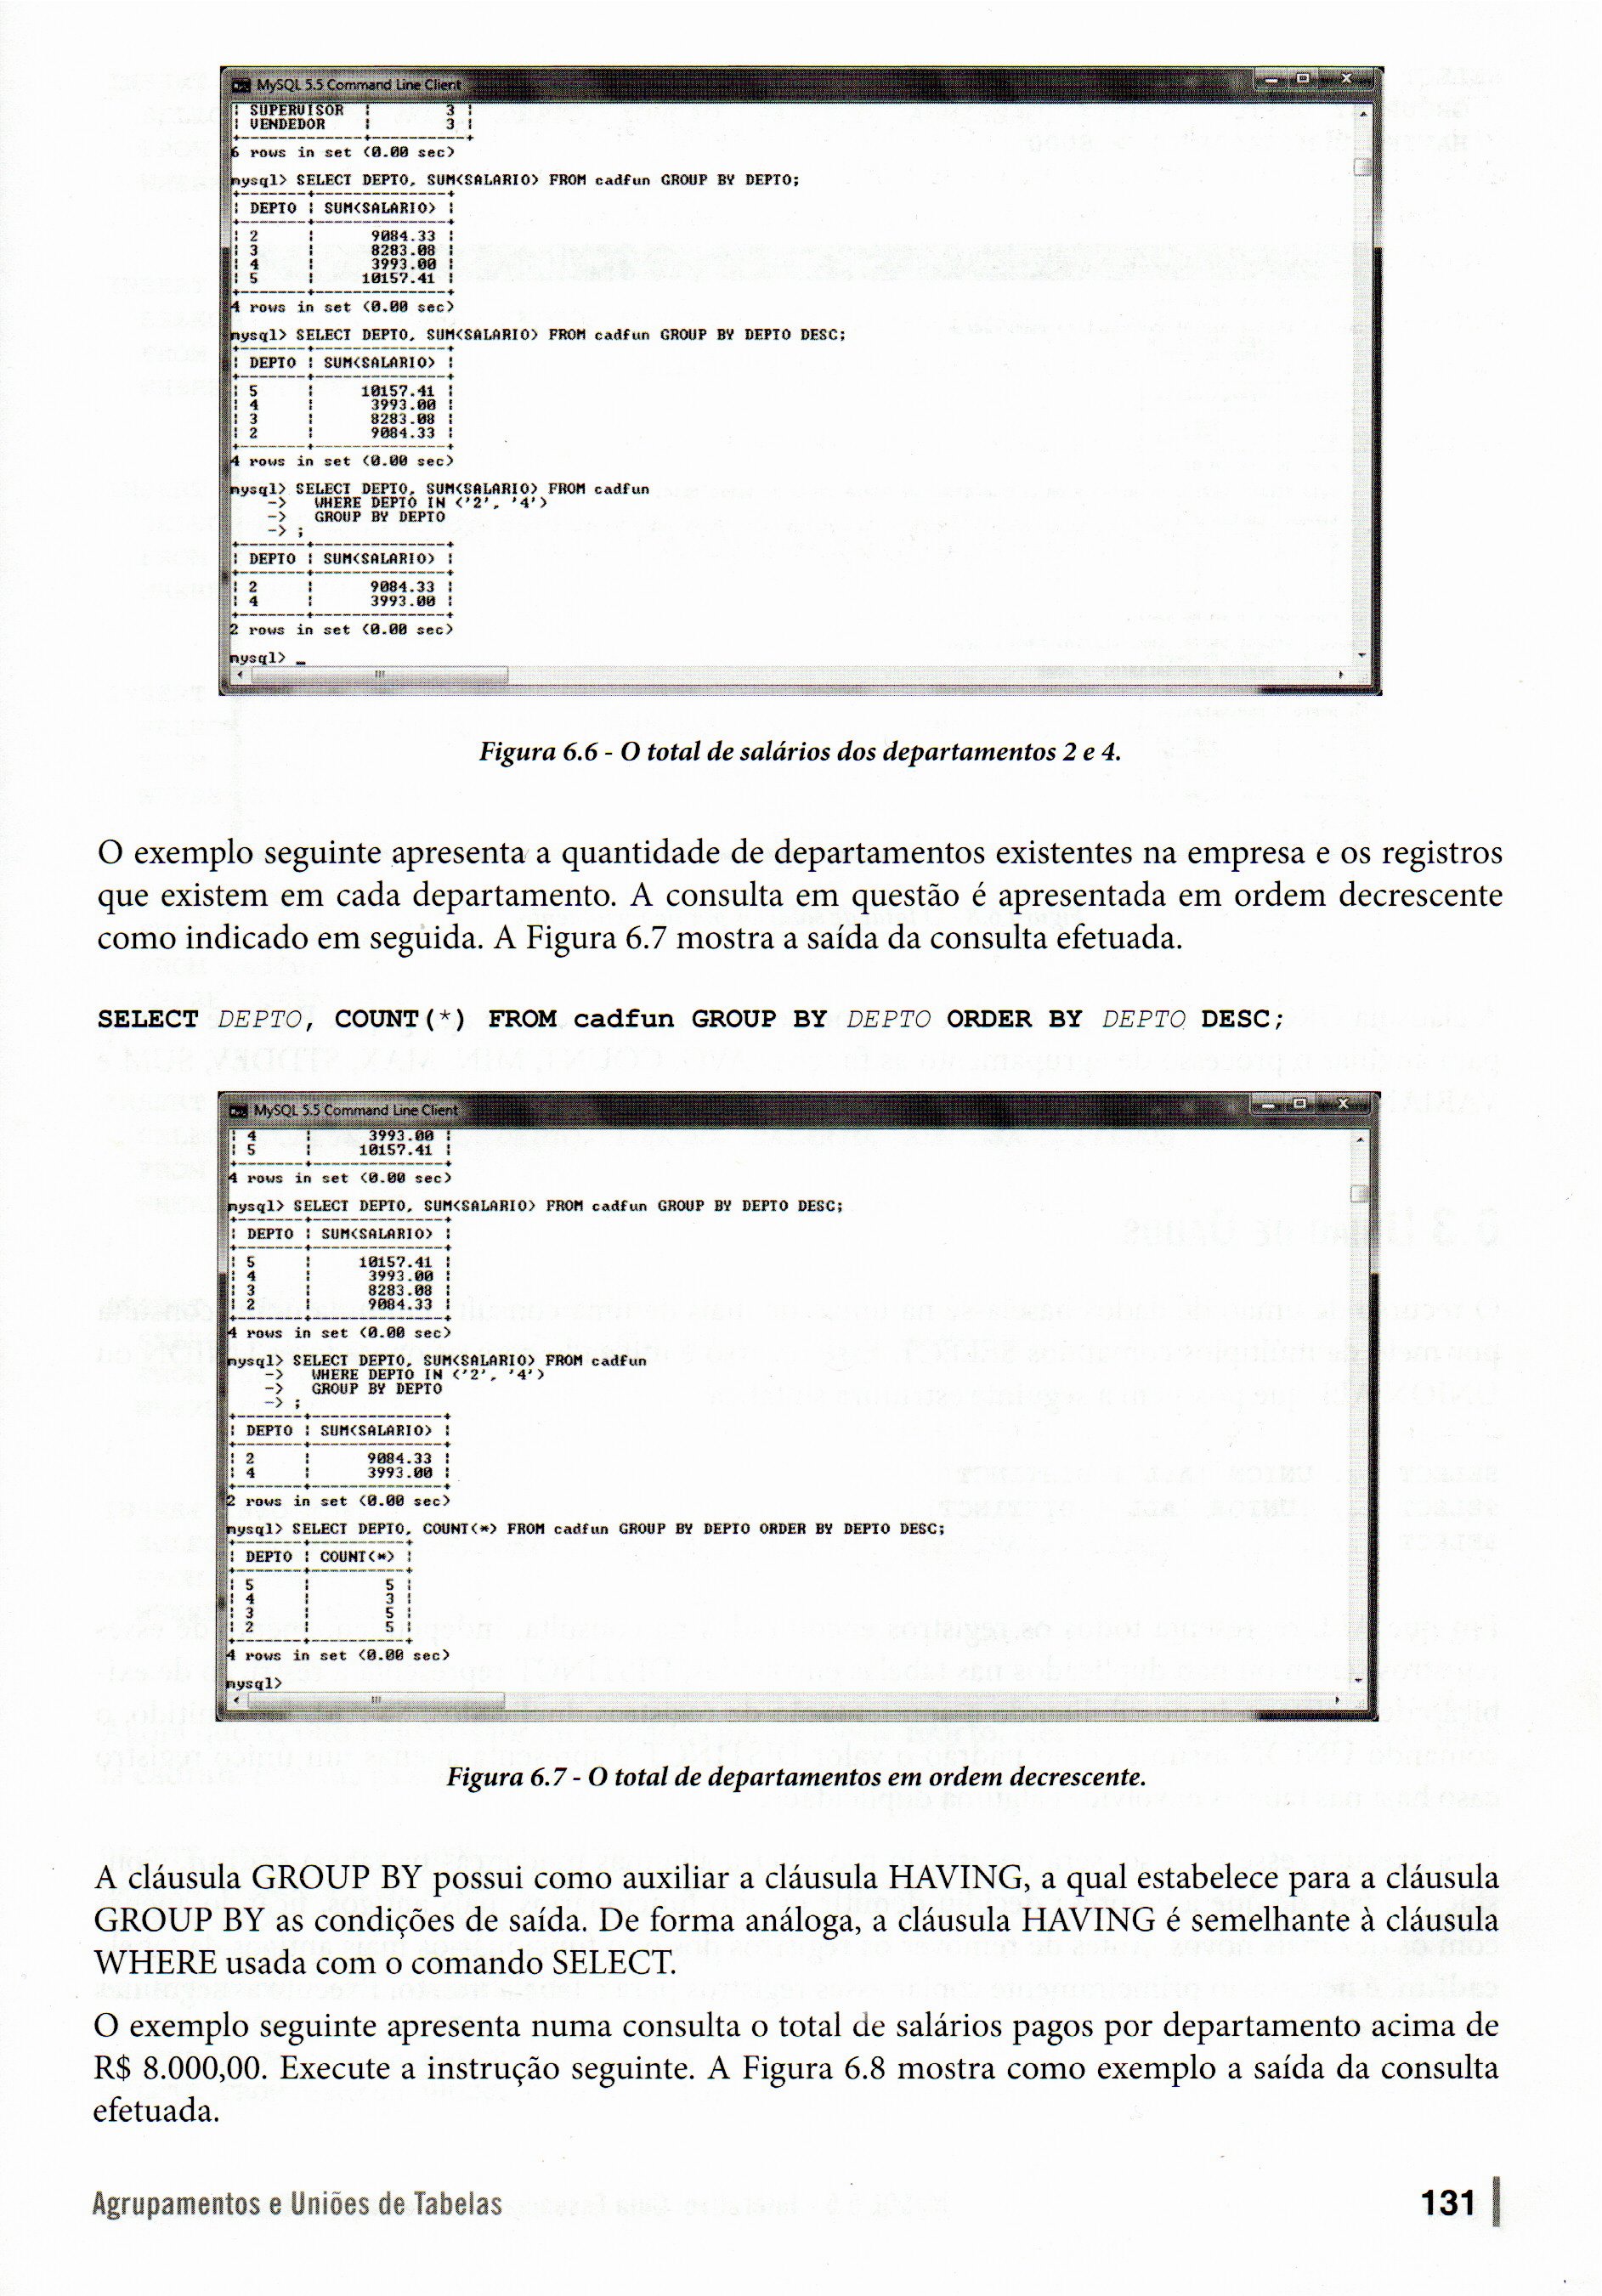 MySQL 5.5 Command Line Client
| SUPERVISOR | 3 |
| VENDEDOR | 3 |
6 rows in set (0.00 sec)
mysql> SELECT DEPTO, SUM(SALARIO) FROM cadfun GROUP BY DEPTO;
| DEPTO | SUM(SALARIO) |
| 2 | 9084.33 |
| 3 | 8283.08 |
| 4 | 3993.00 |
| 5 | 10157.41 |
4 rows in set (0.00 sec)
mysql> SELECT DEPTO, SUM(SALARIO) FROM cadfun GROUP BY DEPTO DESC;
| DEPTO | SUM(SALARIO) |
| 5 | 10157.41 |
| 4 | 3993.00 |
| 3 | 8283.08 |
| 2 | 9084.33 |
4 rows in set (0.00 sec)
mysql> SELECT DEPTO, SUM(SALARIO) FROM cadfun
-> WHERE DEPTO IN ('2', '4')
-> GROUP BY DEPTO
-> ;
| DEPTO | SUM(SALARIO) |
| 2 | 9084.33 |
| 4 | 3993.00 |
2 rows in set (0.00 sec)
mysql> _
Figura 6.6 - O total de salários dos departamentos 2 e 4.
O exemplo seguinte apresenta a quantidade de departamentos existentes na empresa e os registros
que existem em cada departamento. A consulta em questão é apresentada em ordem decrescente
como indicado em seguida. A Figura 6.7 mostra a saída da consulta efetuada.
SELECT DEPTO, COUNT(*) FROM cadfun GROUP BY DEPTO ORDER BY DEPTO DESC;
MySQL 5.5 Command Line Client
| 4 | 3993.00 |
| 5 | 10157.41 |
4 rows in set (0.00 sec)
mysql> SELECT DEPTO, SUM(SALARIO) FROM cadfun GROUP BY DEPTO DESC;
| DEPTO | SUM(SALARIO) |
| 5 | 10157.41 |
| 4 | 3993.00 |
| 3 | 8283.08 |
| 2 | 9084.33 |
4 rows in set (0.00 sec)
mysql> SELECT DEPTO, SUM(SALARIO) FROM cadfun
-> WHERE DEPTO IN ('2', '4')
-> GROUP BY DEPTO
-> ;
| DEPTO | SUM(SALARIO) |
| 2 | 9084.33 |
| 4 | 3993.00 |
2 rows in set (0.00 sec)
mysql> SELECT DEPTO, COUNT(*) FROM cadfun GROUP BY DEPTO ORDER BY DEPTO DESC;
| DEPTO | COUNT(*) |
| 5 | 5 |
| 4 | 3 |
| 3 | 5 |
| 2 | 5 |
4 rows in set (0.00 sec)
mysql>
Figura 6.7 - O total de departamentos em ordem decrescente.
A cláusula GROUP BY possui como auxiliar a cláusula HAVING, a qual estabelece para a cláusula
GROUP BY as condições de saída. De forma análoga, a cláusula HAVING é semelhante à cláusula
WHERE usada com o comando SELECT.
O exemplo seguinte apresenta numa consulta o total de salários pagos por departamento acima de
R$ 8.000,00. Execute a instrução seguinte. A Figura 6.8 mostra como exemplo a saída da consulta
efetuada.
Agrupamentos e Uniões de Tabelas 131